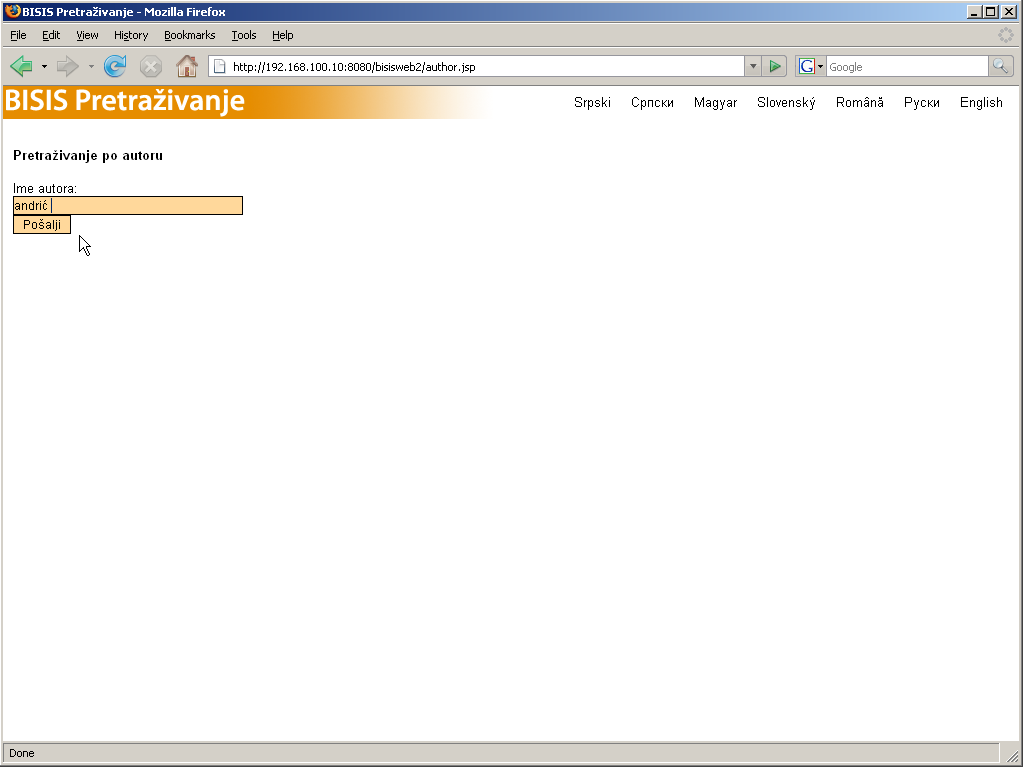 BISIS Pretraživanje - Mozilla Firefox
File Edit View History Bookmarks Tools Help
http://192.168.100.10:8080/bisisweb2/author.jsp G Google
BISIS Pretraživanje Srpski Српски Magyar Slovenský Română Руски English
Pretraživanje po autoru
Ime autora:
andrić
Pošalji
Done